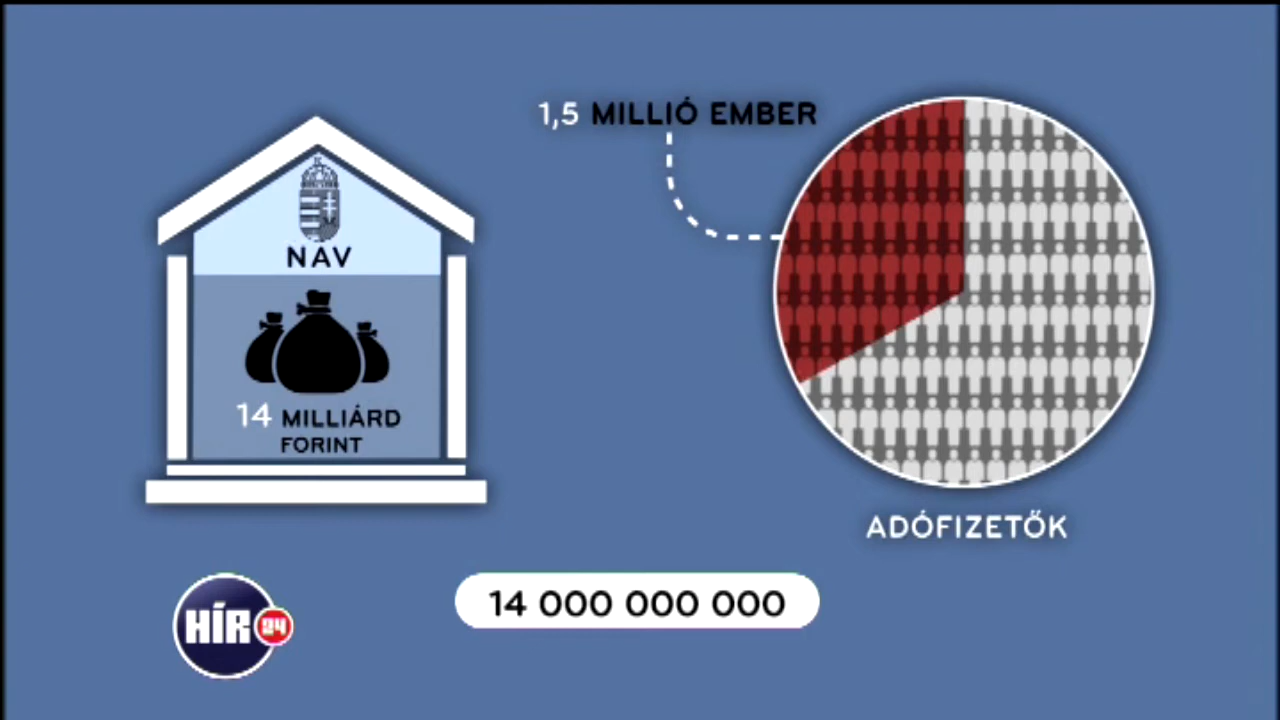 1,5 MILLIÓ EMBER
NAV
14 MILLIÁRD
FORINT
ADÓFIZETŐK
14 000 000 000
HÍR 24